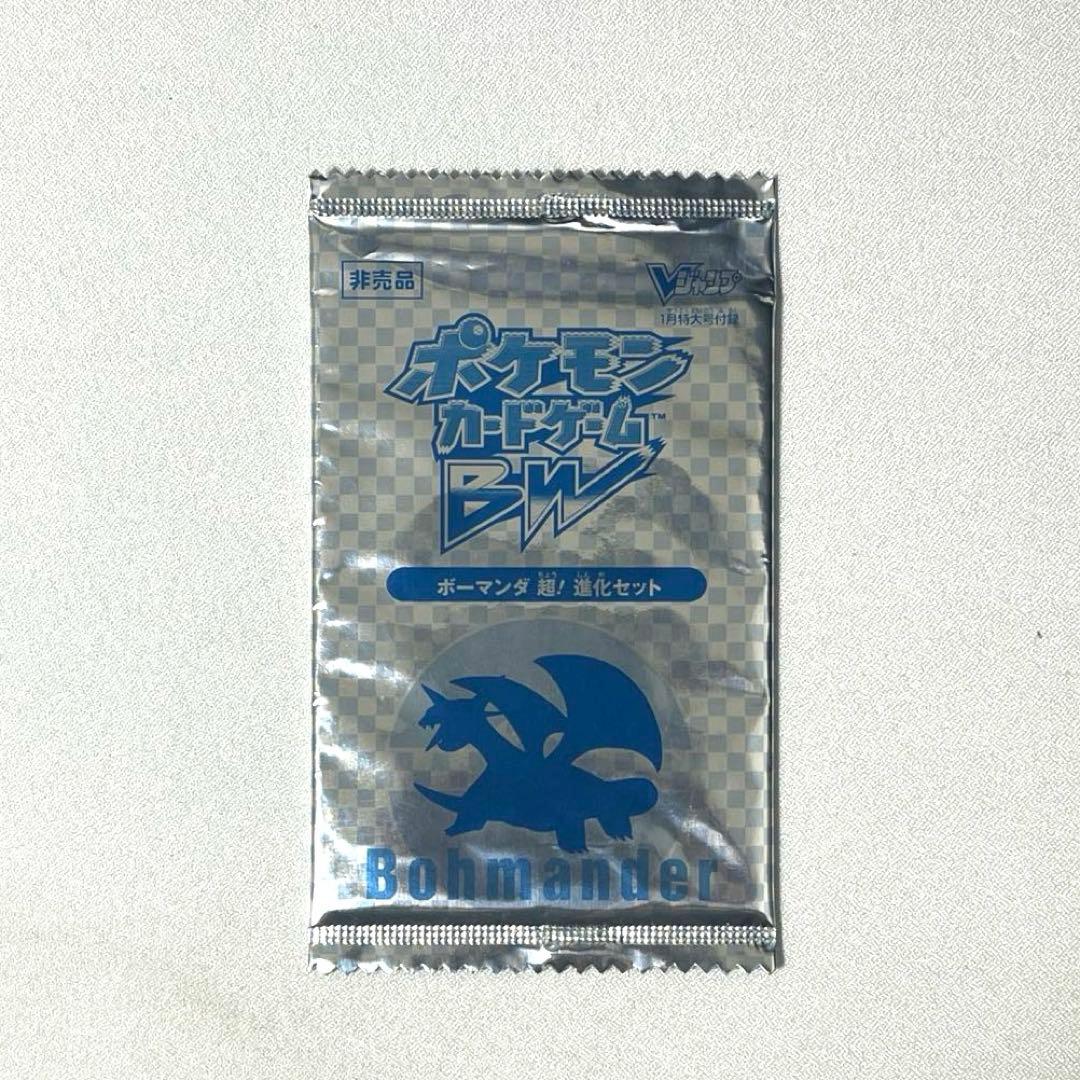 非売品
Vジャンプ
1月特大号付録
ポケモン
カードゲーム™
BW
ボーマンダ 超! 進化セット
Bohmander